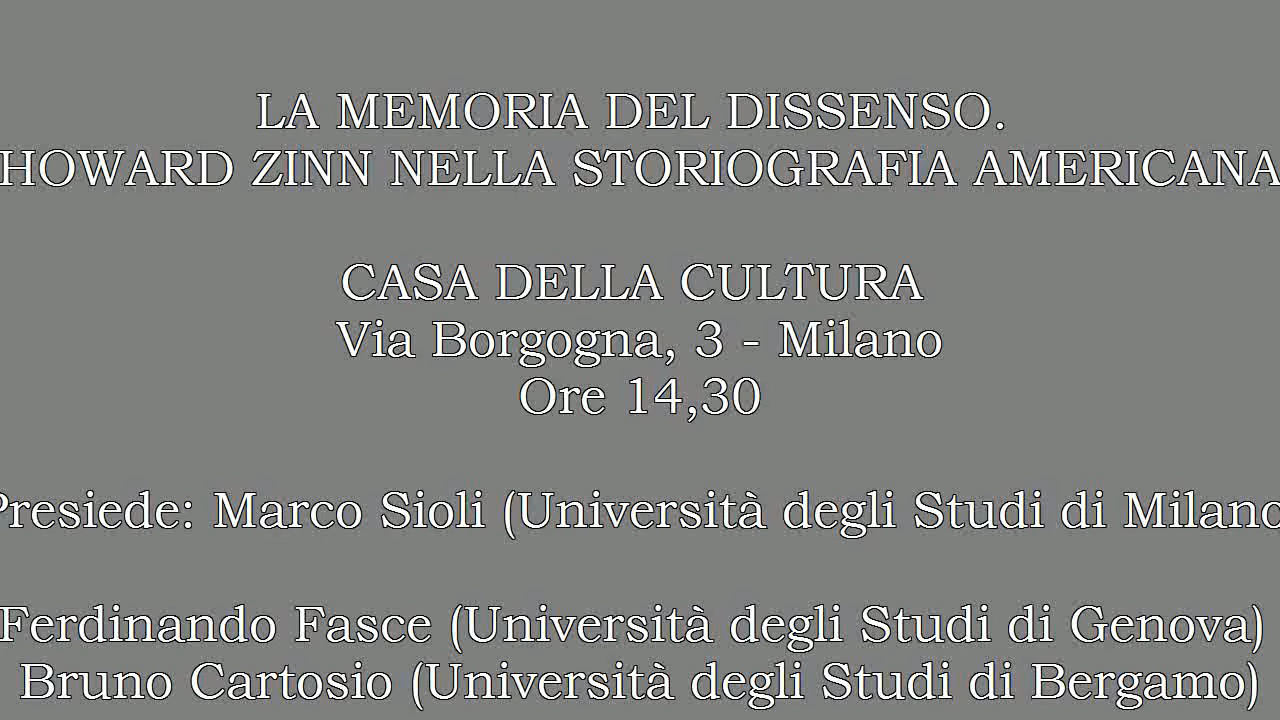 LA MEMORIA DEL DISSENSO.
HOWARD ZINN NELLA STORIOGRAFIA AMERICANA
CASA DELLA CULTURA
Via Borgogna, 3 - Milano
Ore 14,30
Presiede: Marco Sioli (Università degli Studi di Milano
Ferdinando Fasce (Università degli Studi di Genova)
Bruno Cartosio (Università degli Studi di Bergamo)